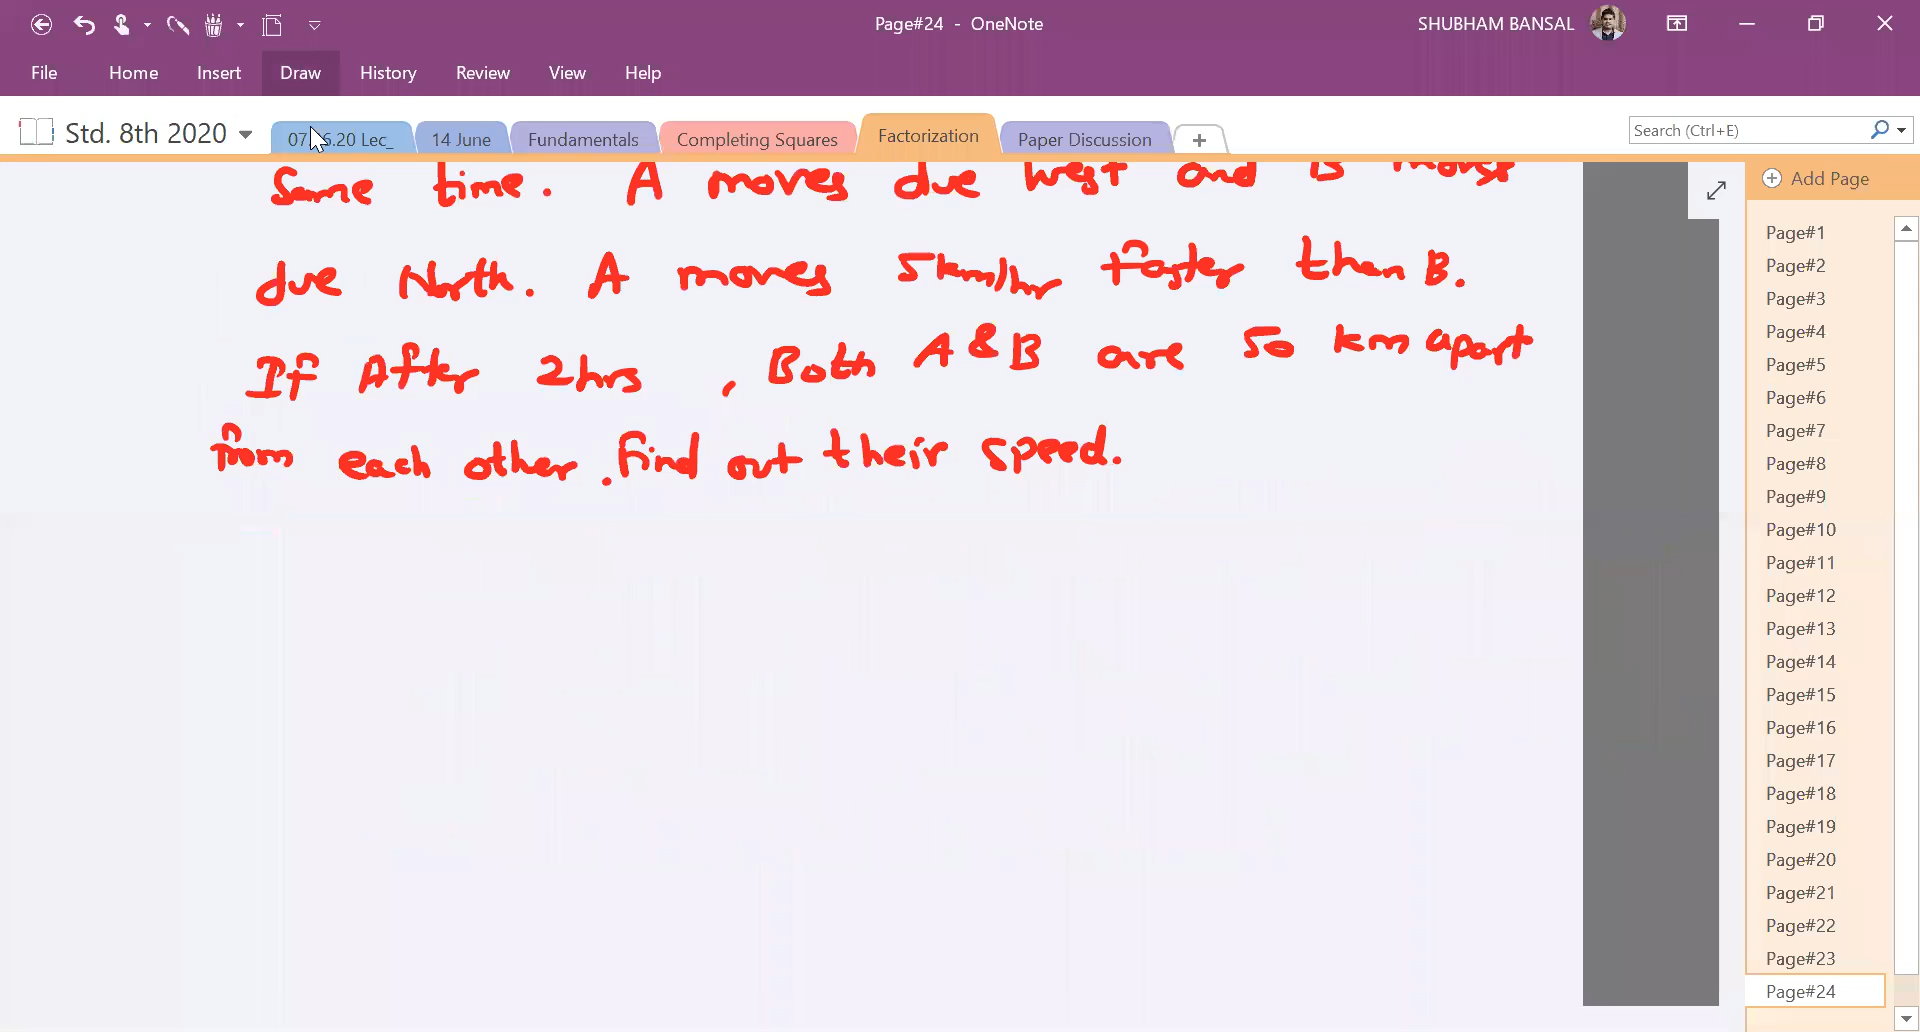 Page#24 - OneNote
SHUBHAM BANSAL
File Home Insert Draw History Review View Help
Std. 8th 2020
07 6.20 Lec_
14 June
Fundamentals
Completing Squares
Factorization
Paper Discussion
Search (Ctrl+E)
Same time. A moves due west and B moves
due North. A moves 5km/hr faster than B.
If After 2hrs , Both A & B are 50 km apart
from each other. Find out their speed.
Add Page
Page#1
Page#2
Page#3
Page#4
Page#5
Page#6
Page#7
Page#8
Page#9
Page#10
Page#11
Page#12
Page#13
Page#14
Page#15
Page#16
Page#17
Page#18
Page#19
Page#20
Page#21
Page#22
Page#23
Page#24